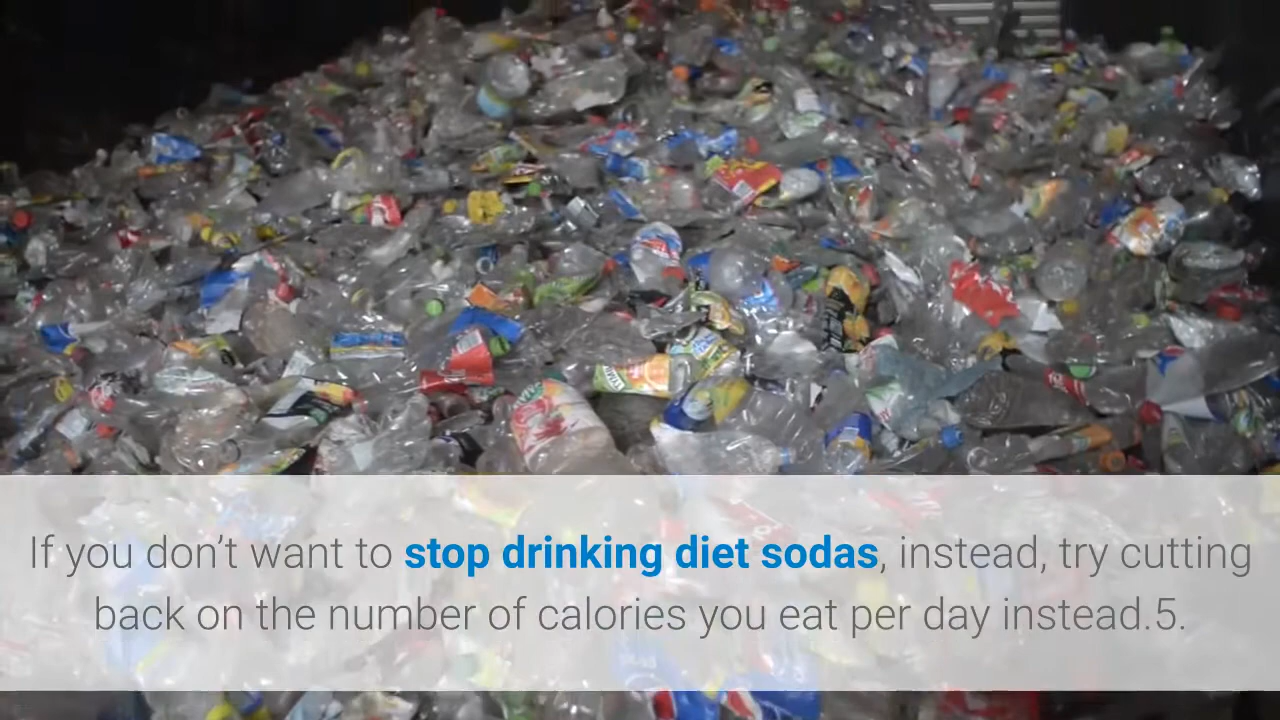 If you don’t want to stop drinking diet sodas, instead, try cutting
back on the number of calories you eat per day instead.5.